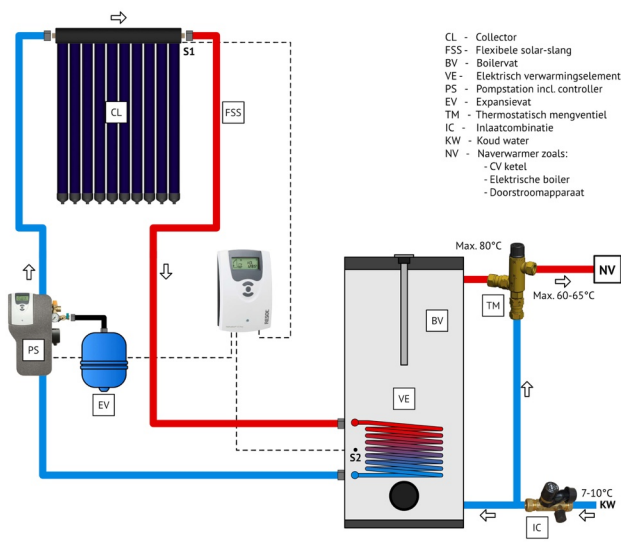 S1
CL
FSS
CL - Collector
FSS - Flexibele solar-slang
BV - Boilervat
VE - Elektrisch verwarmingselement
PS - Pompstation incl. controller
EV - Expansievat
TM - Thermostatisch mengventiel
IC - Inlaatcombinatie
KW - Koud water
NV - Naverwarmer zoals:
- CV ketel
- Elektrische boiler
- Doorstroomapparaat
Max. 80°C
NV
Max. 60-65°C
TM
BV
RESOL
PS
EV
VE
S2
7-10°C
KW
IC